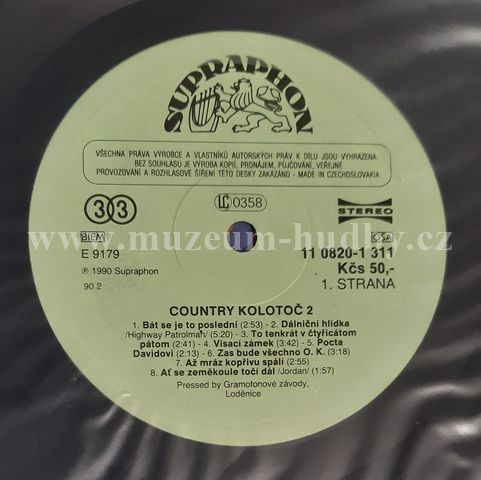 SUPRAPHON
VŠECHNA PRÁVA VÝROBCE A VLASTNÍKŮ AUTORSKÝCH PRÁV K DÍLU JSOU VYHRAZENA.
BEZ SOUHLASU JE VÝROBA KOPIÍ, PRONÁJEM, PŮJČOVÁNÍ, VEŘEJNÉ
PROVOZOVÁNÍ A ROZHLASOVÉ ŠÍŘENÍ TÉTO DESKY ZAKÁZÁNO - MADE IN CZECHOSLOVAKIA
33 LC 0358 STEREO
BIEM OSA
www.muzeum-hudby.cz
E 9179 11 0820-1 311
Kčs 50,-
Ⓟ 1990 Supraphon
90 2 1. STRANA
COUNTRY KOLOTOČ 2
1. Bát se je to poslední (2:53) - 2. Dálniční hlídka
/Highway Patrolman/ (3:09) - 3. To tenkrát v čtyřicátom
pátom (2:41) - 4. Visací zámek (3:42) - 5. Pocta
Davidovi (2:13) - 6. Zas bude všechno O. K. (3:18)
7. Až mráz kopřivu spálí (2:55)
8. Ať se zeměkoule točí dál /Jordan/ (1:57)
Pressed by Gramofonové závody,
Loděnice